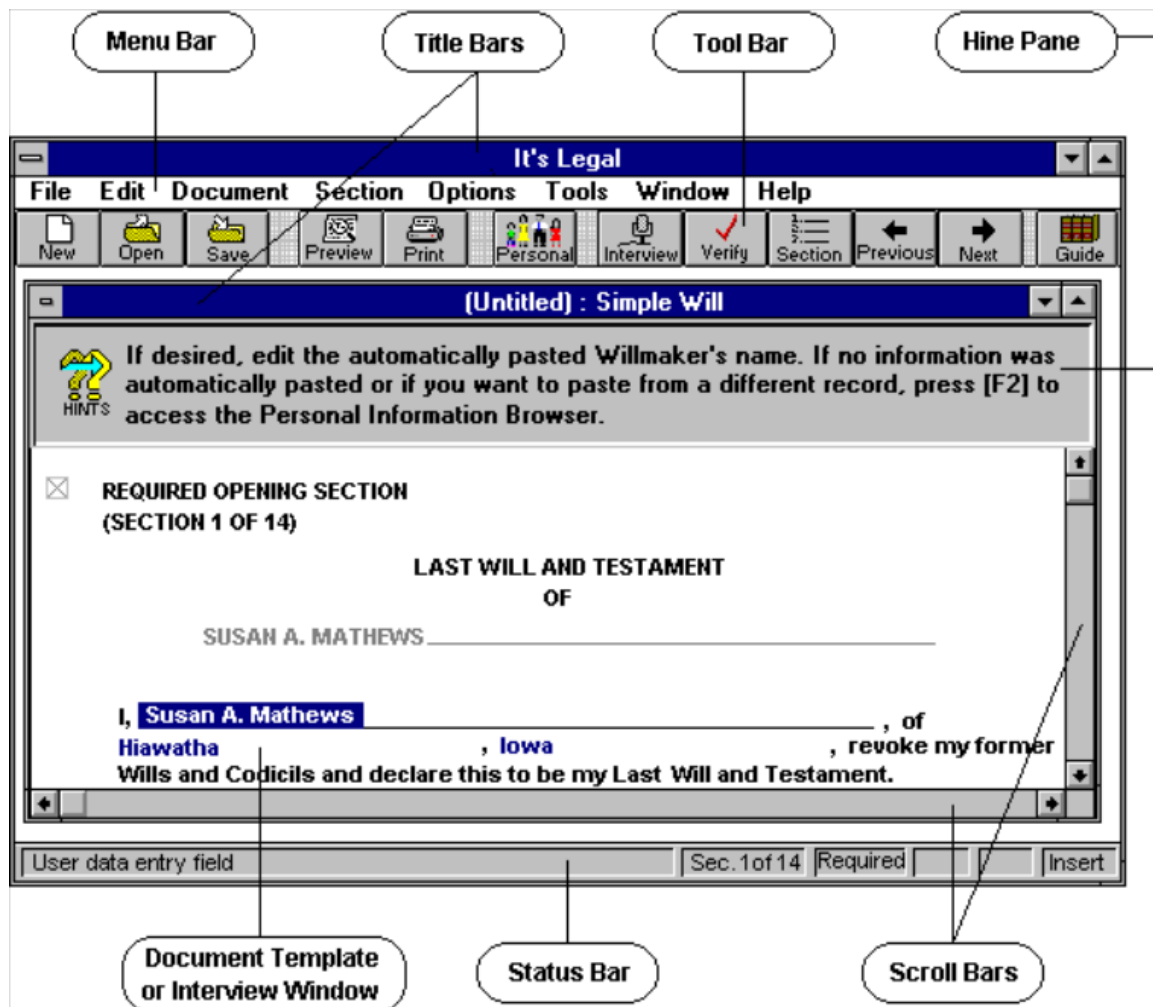 Menu Bar
Title Bars
Tool Bar
Hine Pane
It's Legal
File Edit Document Section Options Tools Window Help
New Open Save Preview Print Personal Interview Verify Section Previous Next Guide
(Untitled) : Simple Will
If desired, edit the automatically pasted Willmaker's name. If no information was
automatically pasted or if you want to paste from a different record, press [F2] to
HINTS access the Personal Information Browser.
REQUIRED OPENING SECTION
(SECTION 1 OF 14)
LAST WILL AND TESTAMENT
OF
SUSAN A. MATHEWS
I, Susan A. Mathews , of
Hiawatha , Iowa , revoke my former
Wills and Codicils and declare this to be my Last Will and Testament.
User data entry field Sec.1of 14 Required Insert
Document Template
or Interview Window
Status Bar
Scroll Bars